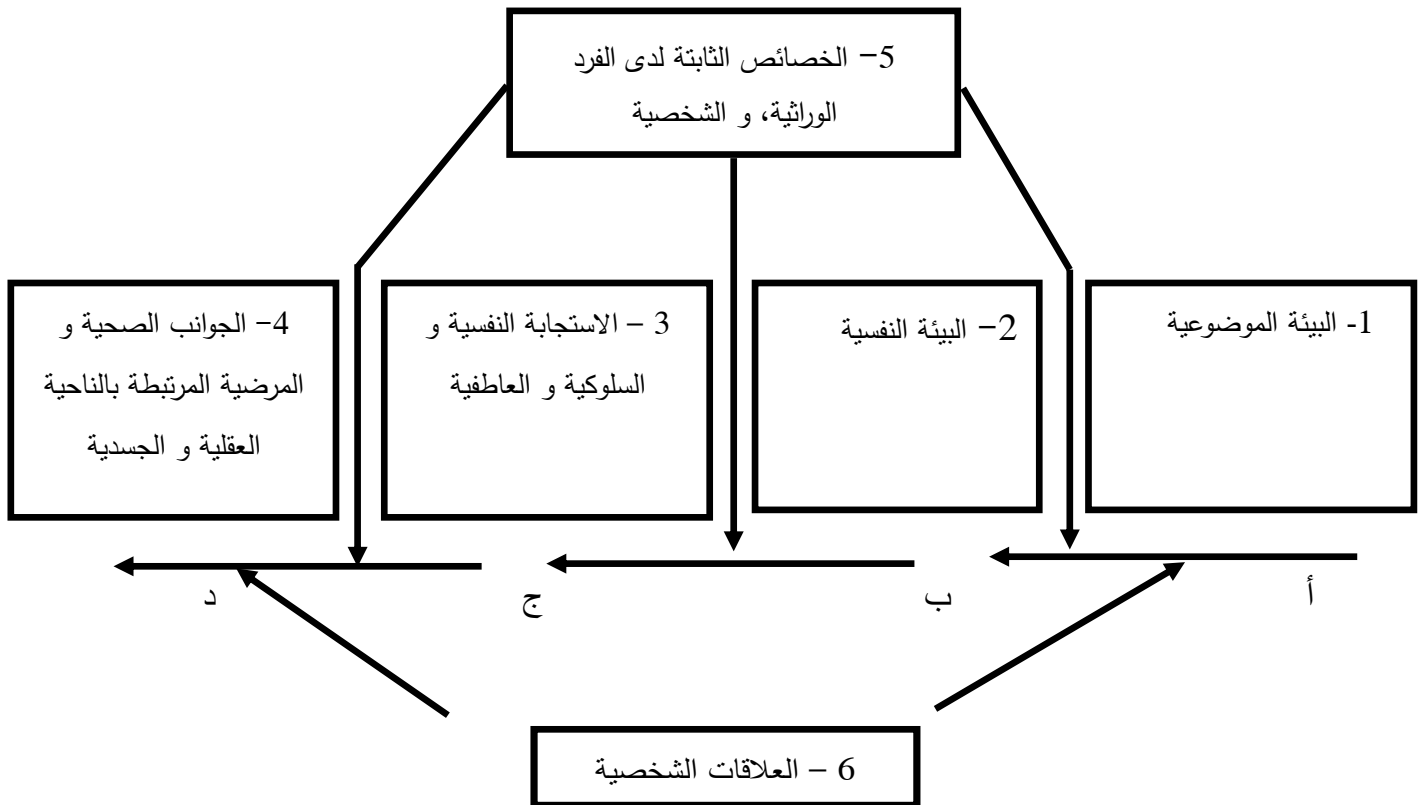 5- الخصائص الثابتة لدى الفرد
الوراثية، و الشخصية
1- البيئة الموضوعية
2- البيئة النفسية
3 – الاستجابة النفسية و
السلوكية و العاطفية
4- الجوانب الصحية و
المرضية المرتبطة بالناحية
العقلية و الجسدية
أ
ب
ج
د
6 – العلاقات الشخصية